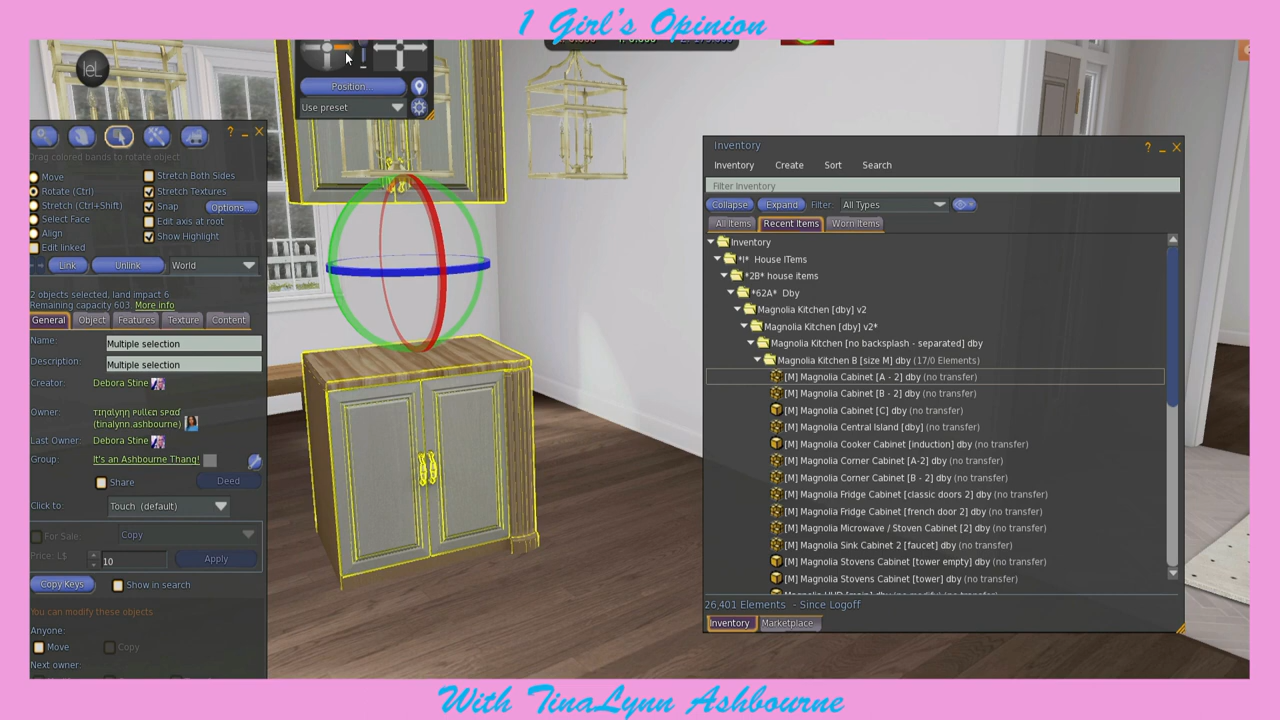 1 Girl's Opinion
leL
Position...
Use preset
? _ ×
Drag colored bands to rotate object
Move
Rotate (Ctrl)
Stretch (Ctrl+Shift)
Select Face
Align
Edit linked
Stretch Both Sides
Stretch Textures
Snap
Options...
Edit axis at root
Show Highlight
Link
Unlink
World
2 objects selected, land impact 6
Remaining capacity 603. More info
General
Object
Features
Texture
Content
Name: Multiple selection
Description: Multiple selection
Creator: Debora Stine
Owner:
(tinalynn.ashbourne)
Last Owner: Debora Stine
Group: It's an Ashbourne Thang!
Share
Deed
Click to: Touch (default)
For Sale
Copy
Price: L$ 10
Apply
Copy Keys
Show in search
You can modify these objects
Anyone:
Move
Copy
Next owner:
Inventory
? _ ×
Inventory Create Sort Search
Filter Inventory
Collapse Expand Filter: All Types
All Items Recent Items Worn Items
Inventory
*I* House ITems
*2B* house items
*62A* Dby
Magnolia Kitchen [dby] v2
Magnolia Kitchen [dby] v2*
Magnolia Kitchen [no backsplash - separated] dby
Magnolia Kitchen B [size M] dby (17/0 Elements)
[M] Magnolia Cabinet [A - 2] dby (no transfer)
[M] Magnolia Cabinet [B - 2] dby (no transfer)
[M] Magnolia Cabinet [C] dby (no transfer)
[M] Magnolia Central Island [dby] (no transfer)
[M] Magnolia Cooker Cabinet [induction] dby (no transfer)
[M] Magnolia Corner Cabinet [A-2] dby (no transfer)
[M] Magnolia Corner Cabinet [B - 2] dby (no transfer)
[M] Magnolia Fridge Cabinet [classic doors 2] dby (no transfer)
[M] Magnolia Fridge Cabinet [french door 2] dby (no transfer)
[M] Magnolia Microwave / Stoven Cabinet [2] dby (no transfer)
[M] Magnolia Sink Cabinet 2 [faucet] dby (no transfer)
[M] Magnolia Stovens Cabinet [tower empty] dby (no transfer)
[M] Magnolia Stovens Cabinet [tower] dby (no transfer)
26,401 Elements - Since Logoff
Inventory Marketplace
With TinaLynn Ashbourne